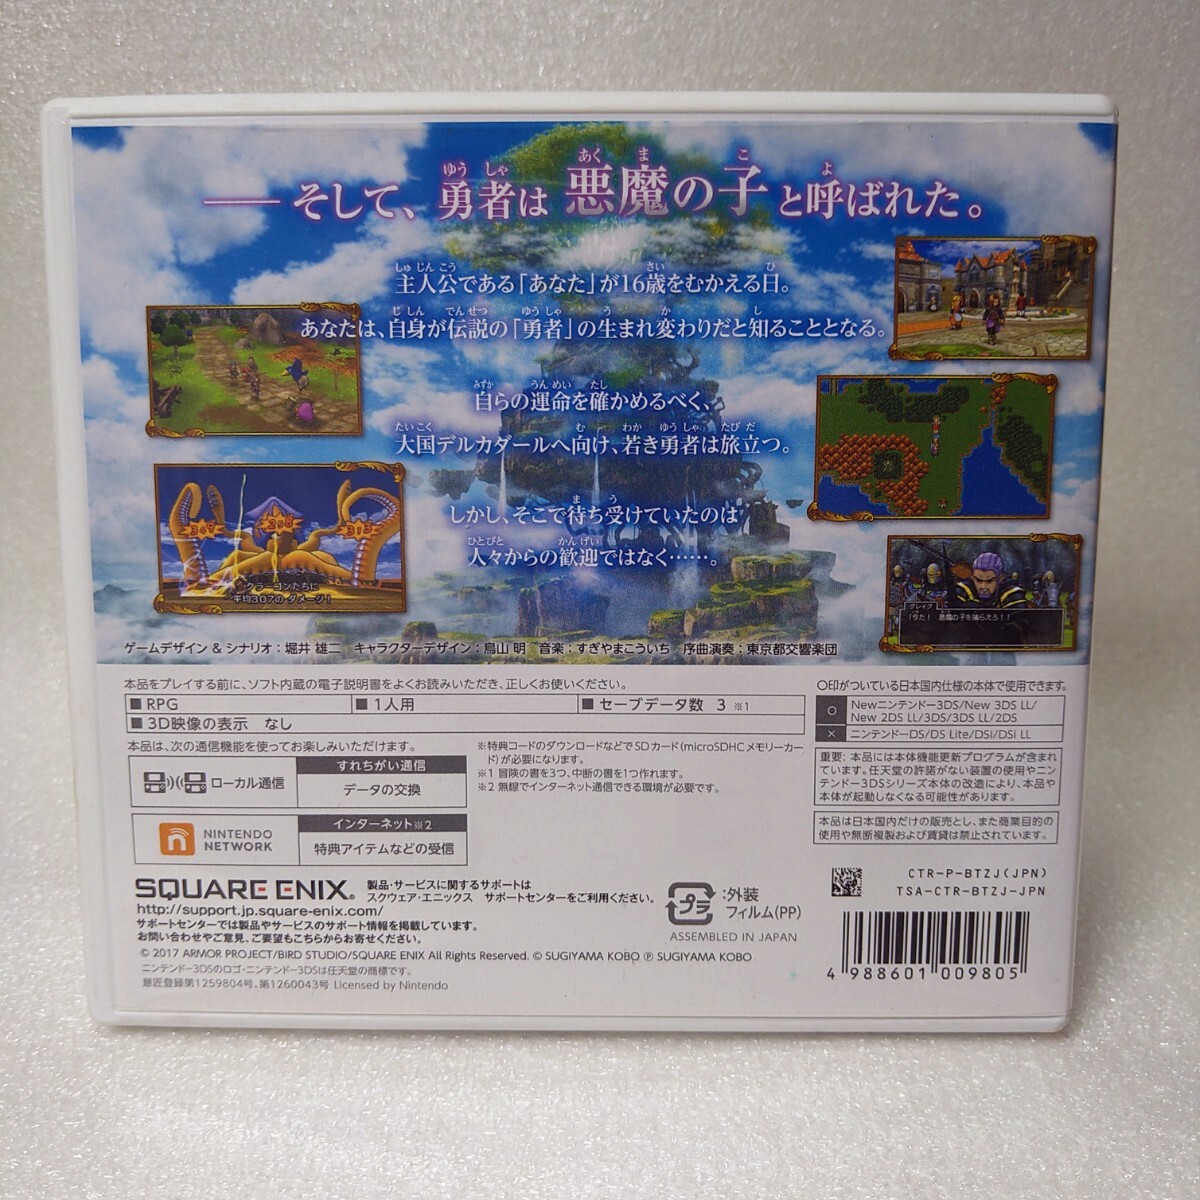 ――そして、勇者は悪魔の子と呼ばれた。
主人公である「あなた」が16歳をむかえる日。
あなたは、自身が伝説の「勇者」の生まれ変わりだと知ることとなる。
自らの運命を確かめるべく、
大国デルカダールへ向け、若き勇者は旅立つ。
しかし、そこで待ち受けていたのは
人々からの歓迎ではなく……。
347
358
313
クラーゴンたちに
平均307の ダメージ!
グレイグ
「今だ! 悪魔の子を捕らえろ!!
ゲームデザイン & シナリオ:堀井 雄二 キャラクターデザイン:鳥山 明 音楽:すぎやまこういち 序曲演奏:東京都交響楽団
本品をプレイする前に、ソフト内蔵の電子説明書をよくお読みいただき、正しくお使いください。
■ RPG ■ 1人用 ■ セーブデータ数 3 ※1
■ 3D映像の表示 なし
本品は、次の通信機能を使ってお楽しみいただけます。
ローカル通信
すれちがい通信
データの交換
NINTENDO
NETWORK
インターネット※2
特典アイテムなどの受信
※特典コードのダウンロードなどでSDカード(microSDHCメモリーカー
ド)が必要になります。
※1 冒険の書を3つ、中断の書を1つ作れます。
※2 無線でインターネット通信できる環境が必要です。
○印がついている日本国内仕様の本体で使用できます。
○ Newニンテンドー3DS/New 3DS LL/
New 2DS LL/3DS/3DS LL/2DS
× ニンテンドーDS/DS Lite/DSi/DSi LL
重要: 本品には本体機能更新プログラムが含まれ
ています。任天堂の許諾がない装置の使用やニン
テンドー3DSシリーズ本体の改造により、本品や
本体が起動しなくなる可能性があります。
本品は日本国内だけの販売とし、また商業目的の
使用や無断複製および賃貸は禁止されています。
SQUARE ENIX®
製品・サービスに関するサポートは
スクウェア・エニックス サポートセンターをご利用ください。
http://support.jp.square-enix.com/
サポートセンターでは製品やサービスのサポート情報を掲載しています。
お問い合わせやご意見、ご要望もこちらからお寄せください。
プラ
:外装
フィルム(PP)
ASSEMBLED IN JAPAN
CTR-P-BTZJ(JPN)
TSA-CTR-BTZJ-JPN
© 2017 ARMOR PROJECT/BIRD STUDIO/SQUARE ENIX All Rights Reserved. © SUGIYAMA KOBO ℗ SUGIYAMA KOBO
ニンテンドー3DSのロゴ・ニンテンドー3DSは任天堂の商標です。
意匠登録第1259804号、第1260043号 Licensed by Nintendo
4 988601 009805